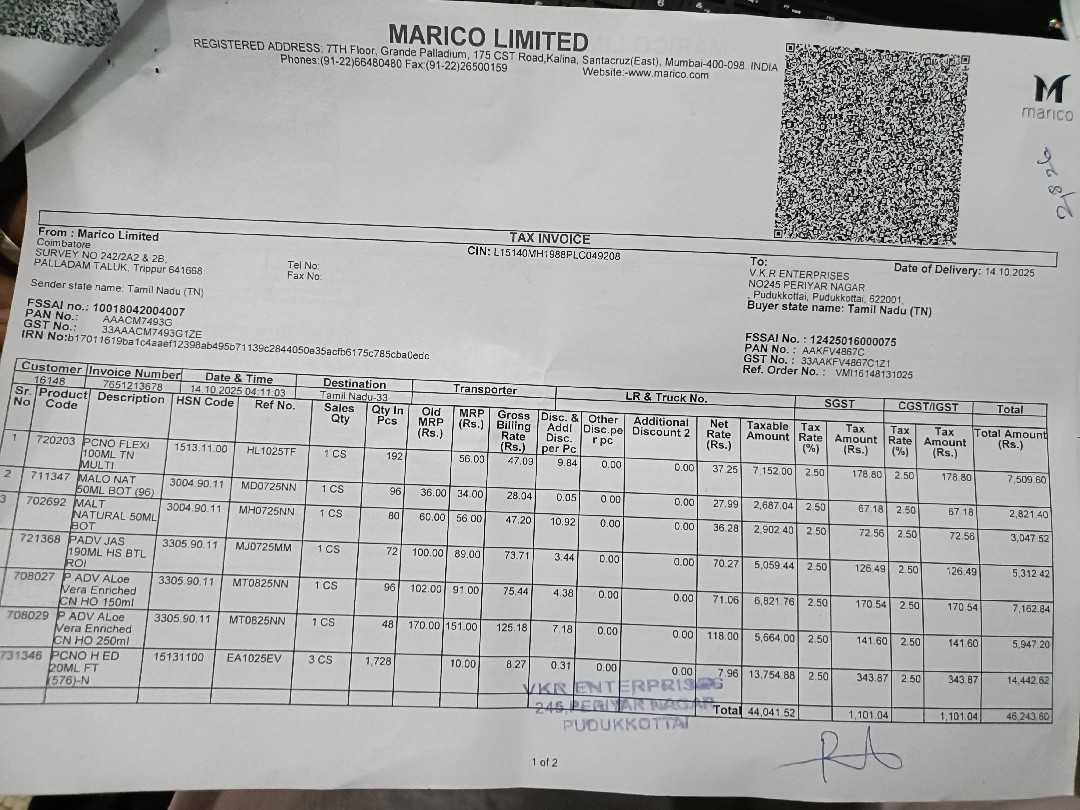 MARICO LIMITED
REGISTERED ADDRESS: 7TH Floor, Grande Palladium, 175 CST Road,Kalina, Santacruz(East), Mumbai-400-098. INDIA
Phones:(91-22)66480480 Fax:(91-22)26500159 Website:-www.marico.com
marico
TAX INVOICE
CIN: L15140MH1988PLC049208
From : Marico Limited
Coimbatore
SURVEY NO 242/2A2 & 2B,
PALLADAM TALUK, Trippur 641668
Tel No:
Fax No:
Sender state name: Tamil Nadu (TN)
FSSAI no.: 10018042004007
PAN No.: AAACM7493G
GST No.: 33AAACM7493G1ZE
IRN No:b17011619ba1c4aaef12398ab495b71139c2844050e35acfb6175c785cba0edc
To:
V.K.R ENTERPRISES
NO245 PERIYAR NAGAR
, Pudukkottai, Pudukkottai, 622001,
Buyer state name: Tamil Nadu (TN)
Date of Delivery: 14.10.2025
FSSAI No.: 12425016000075
PAN No.: AAKFV4867C
GST No.: 33AAKFV4867C1Z1
Ref. Order No.: VMI16148131025
Customer Invoice Number Date & Time Destination Transporter LR & Truck No. SGST CGST/IGST Total
16148 7651213678 14.10.2025 04:11:03 Tamil Nadu-33
Sr. No Product Code Description HSN Code Ref No. Sales Qty Qty In Pcs Old MRP (Rs.) MRP (Rs.) Gross Billing Rate (Rs.) Disc. & Addl Disc. per Pc Other Disc.pe r pc Additional Discount 2 Net Rate (Rs.) Taxable Amount Tax Rate (%) Tax Amount (Rs.) Tax Rate (%) Tax Amount (Rs.) Total Amount (Rs.)
1 720203 PCNO FLEXI 100ML TN MULTI 1513.11.00 HL1025TF 1 CS 192 56.03 47.09 9.84 0.00 0.00 37.25 7,152.00 2.50 178.80 2.50 178.80 7,509.60
2 711347 MALO NAT 50ML BOT (96) 3004.90.11 MD0725NN 1 CS 96 36.00 34.00 28.04 0.05 0.00 0.00 27.99 2,687.04 2.50 67.18 2.50 67.18 2,821.40
3 702692 MALT NATURAL 50ML BOT 3004.90.11 MH0725NN 1 CS 80 60.00 56.00 47.20 10.92 0.00 0.00 36.28 2,902.40 2.50 72.56 2.50 72.56 3,047.52
721368 PADV JAS 190ML HS BTL ROI 3305.90.11 MJ0725MM 1 CS 72 100.00 89.00 73.71 3.44 0.00 0.00 70.27 5,059.44 2.50 126.49 2.50 126.49 5,312.42
708027 P ADV ALoe Vera Enriched CN HO 150ml 3305.90.11 MT0825NN 1 CS 96 102.00 91.00 75.44 4.38 0.00 0.00 71.06 6,821.76 2.50 170.54 2.50 170.54 7,162.84
708029 P ADV ALoe Vera Enriched CN HO 250ml 3305.90.11 MT0825NN 1 CS 48 170.00 151.00 125.18 7.18 0.00 0.00 118.00 5,664.00 2.50 141.60 2.50 141.60 5,947.20
731346 PCNO H ED 20ML FT (576)-N 15131100 EA1025EV 3 CS 1,728 10.00 8.27 0.31 0.00 0.00 7.96 13,754.88 2.50 343.87 2.50 343.87 14,442.62
Total 44,041.52 1,101.04 1,101.04 46,243.60
VKR ENTERPRISES
245, PERIYAR NAGAR
PUDUKKOTTAI
1 of 2